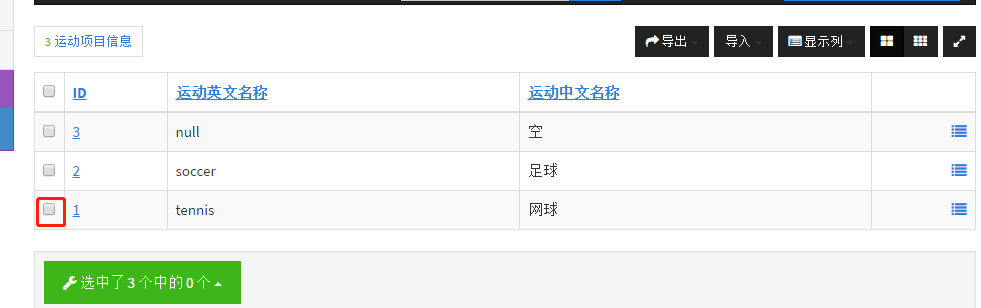 3 运动项目信息
导出 导入 显示列
ID 运动英文名称 运动中文名称
3 null 空
2 soccer 足球
1 tennis 网球
选中了 3 个中的 0 个